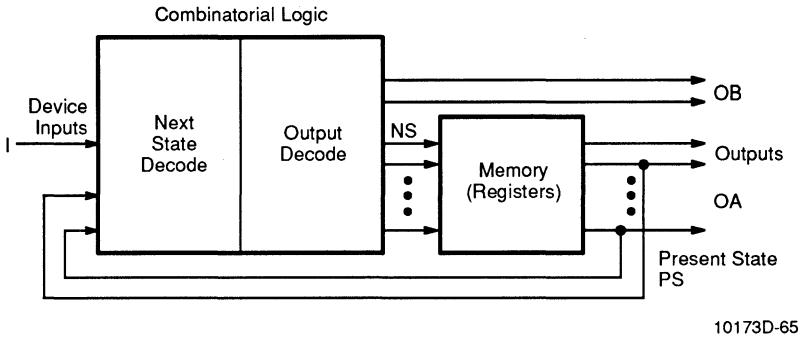 Combinatorial Logic
Device
Inputs
I
Next
State
Decode
Output
Decode
NS
Memory
(Registers)
OB
Outputs
OA
Present State
PS
10173D-65